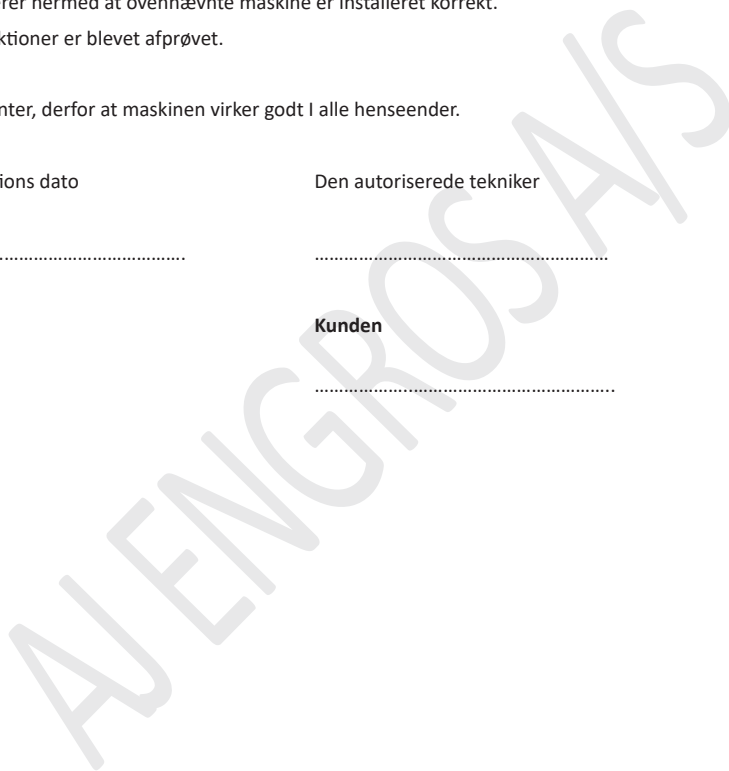 erer hermed at ovennævnte maskine er installeret korrekt.
ktioner er blevet afprøvet.
nter, derfor at maskinen virker godt I alle henseender.
ions dato Den autoriserede tekniker
Kunden
AJ ENGROS A/S